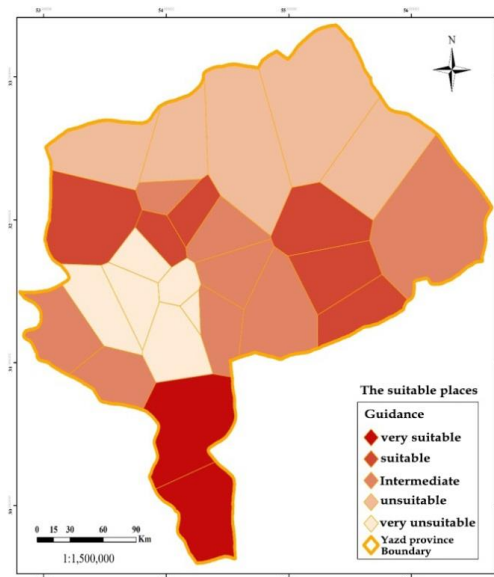 N
The suitable places
Guidance
very suitable
suitable
Intermediate
unsuitable
very unsuitable
Yazd province
Boundary
0 15 30 60 90
Km
1:1,500,000